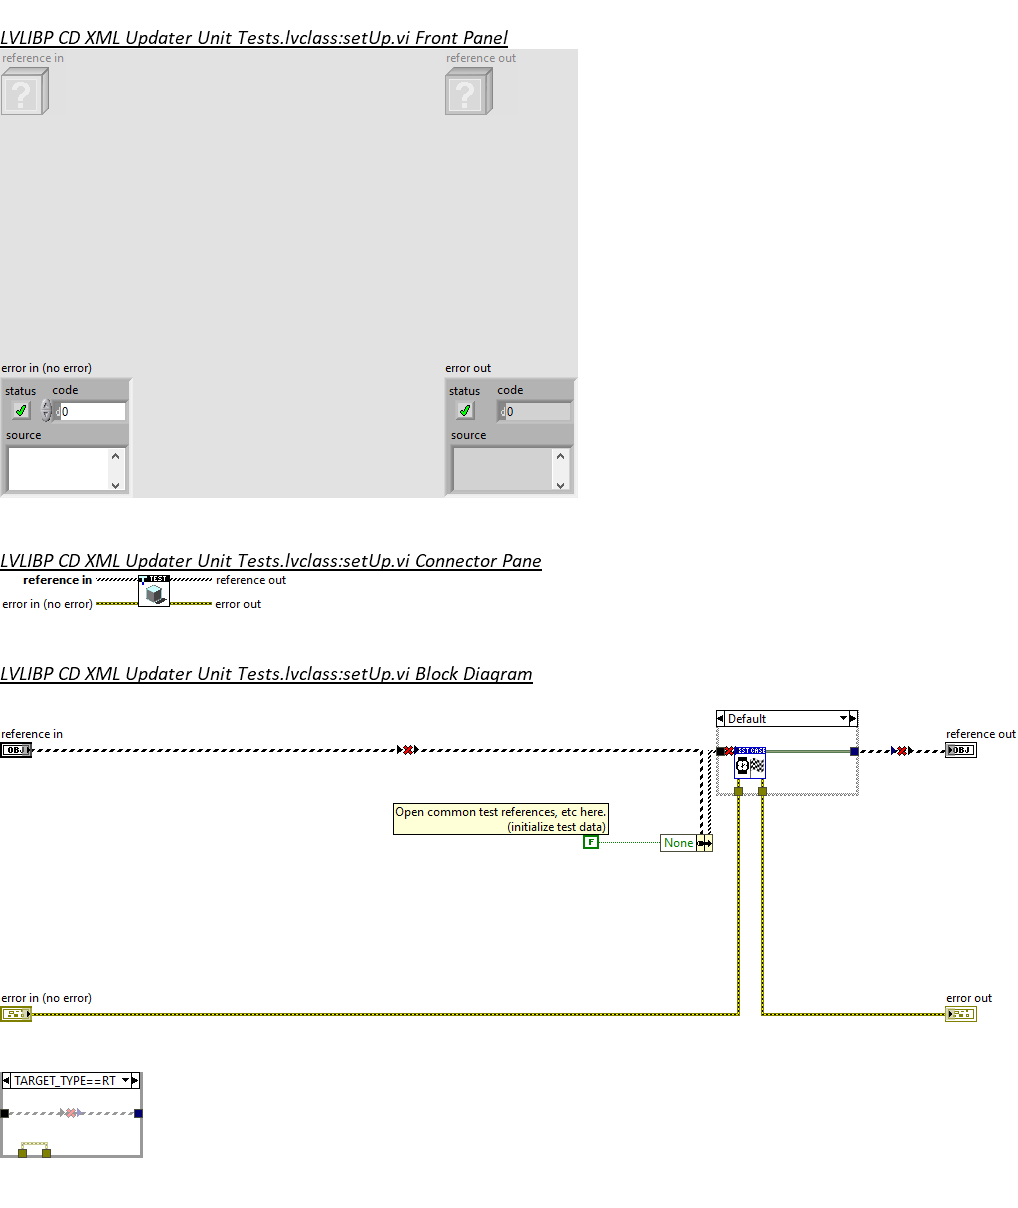 LVLIBP CD XML Updater Unit Tests.lvclass:setUp.vi Front Panel
reference in
reference out
?
?
error in (no error)
error out
status
code
status
code
d
0
d
0
source
source
LVLIBP CD XML Updater Unit Tests.lvclass:setUp.vi Connector Pane
TEST
reference in
reference out
error in (no error)
error out
LVLIBP CD XML Updater Unit Tests.lvclass:setUp.vi Block Diagram
Default
reference in
reference out
OBJ
TEST CASE
OBJ
Open common test references, etc here.
(initialize test data)
F
None
error in (no error)
error out
TARGET_TYPE==RT